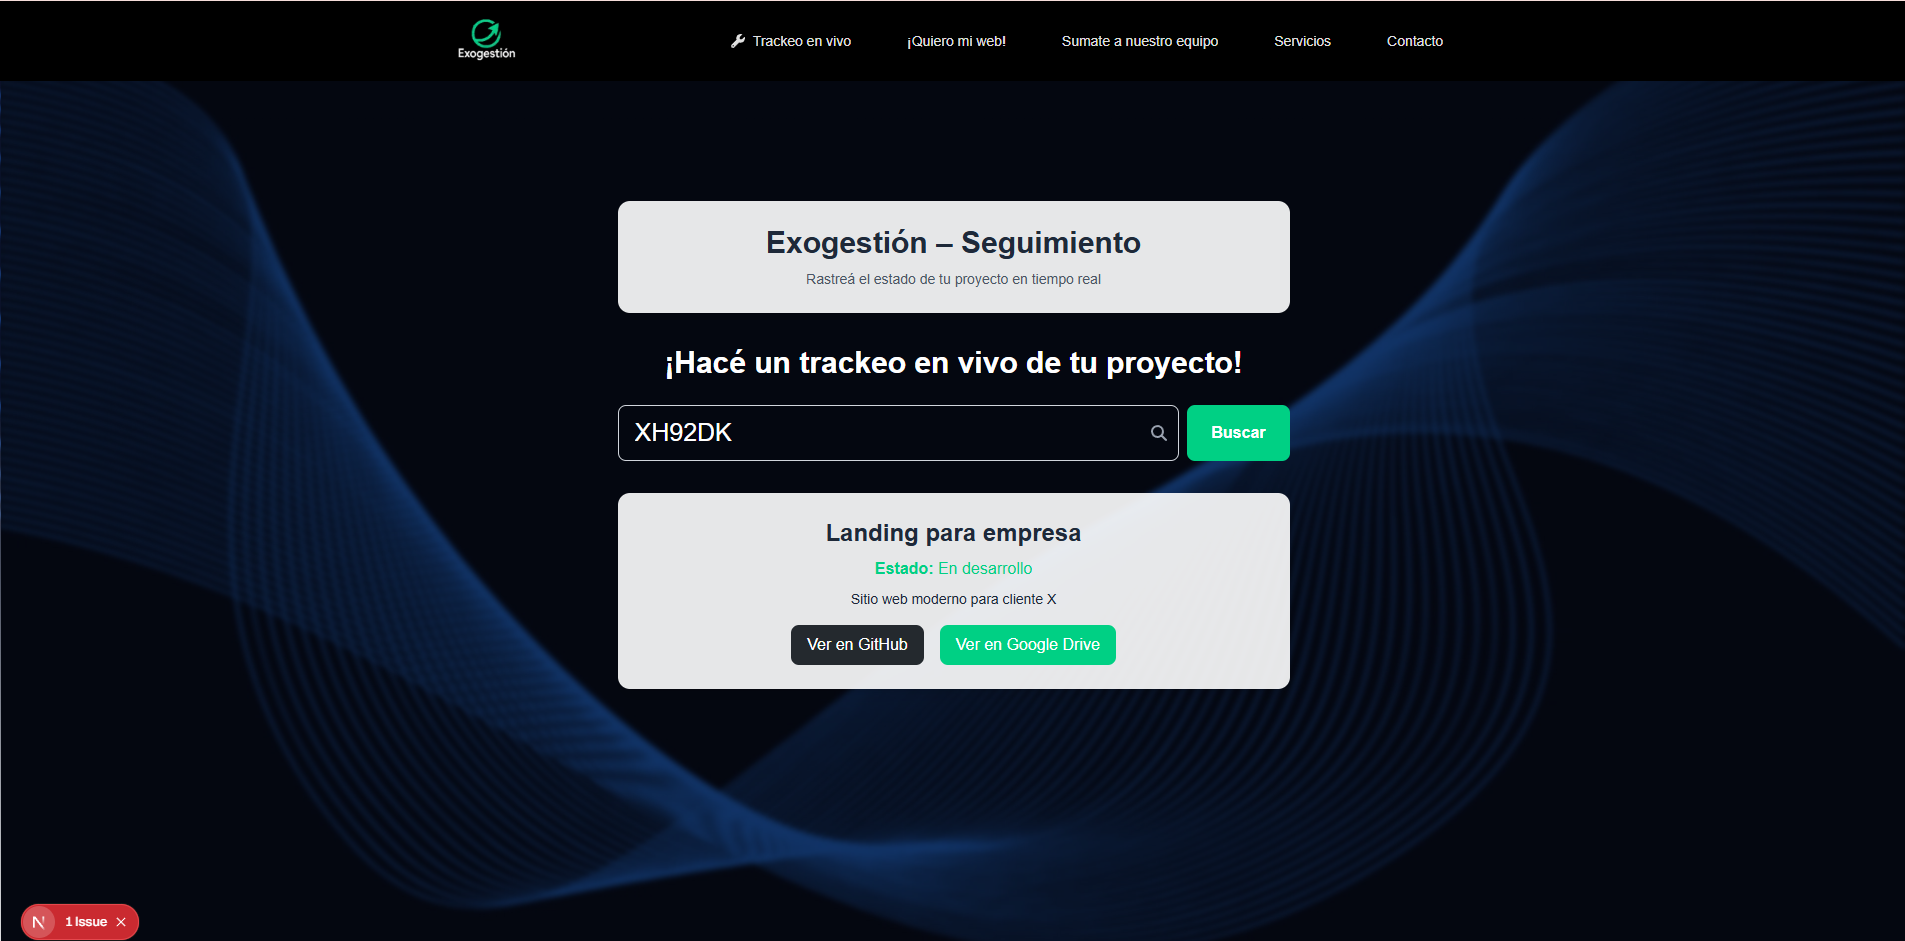 Exogestión
Trackeo en vivo
¡Quiero mi web!
Sumate a nuestro equipo
Servicios
Contacto
Exogestión – Seguimiento
Rastreá el estado de tu proyecto en tiempo real
¡Hacé un trackeo en vivo de tu proyecto!
XH92DK
Buscar
Landing para empresa
Estado: En desarrollo
Sitio web moderno para cliente X
Ver en GitHub
Ver en Google Drive
N 1 Issue